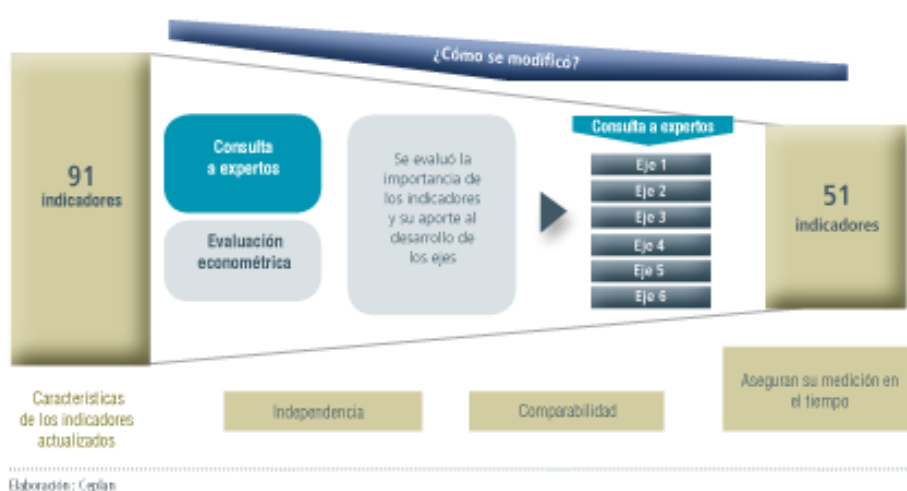 ¿Cómo se modificó?
91
indicadores
Consulta
a expertos
Evaluación
econométrica
Se evaluó la
importancia de
los indicadores
y su aporte al
desarrollo de
los ejes
Consulta a expertos
Eje 1
Eje 2
Eje 3
Eje 4
Eje 5
Eje 6
51
indicadores
Características
de los indicadores
actualizados
Independencia
Comparabilidad
Aseguran su medición en
el tiempo
Elaboración: Ceplan